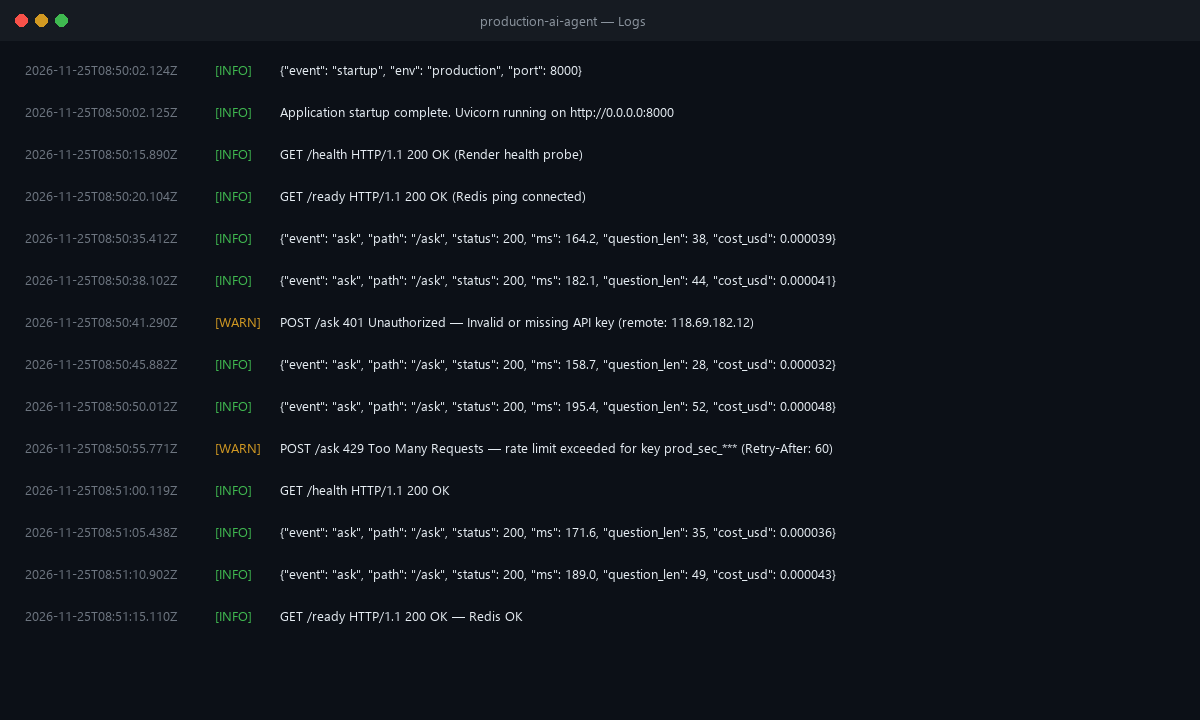 production-ai-agent — Logs
2026-11-25T08:50:02.124Z [INFO] {"event": "startup", "env": "production", "port": 8000}
2026-11-25T08:50:02.125Z [INFO] Application startup complete. Uvicorn running on http://0.0.0.0:8000
2026-11-25T08:50:15.890Z [INFO] GET /health HTTP/1.1 200 OK (Render health probe)
2026-11-25T08:50:20.104Z [INFO] GET /ready HTTP/1.1 200 OK (Redis ping connected)
2026-11-25T08:50:35.412Z [INFO] {"event": "ask", "path": "/ask", "status": 200, "ms": 164.2, "question_len": 38, "cost_usd": 0.000039}
2026-11-25T08:50:38.102Z [INFO] {"event": "ask", "path": "/ask", "status": 200, "ms": 182.1, "question_len": 44, "cost_usd": 0.000041}
2026-11-25T08:50:41.290Z [WARN] POST /ask 401 Unauthorized — Invalid or missing API key (remote: 118.69.182.12)
2026-11-25T08:50:45.882Z [INFO] {"event": "ask", "path": "/ask", "status": 200, "ms": 158.7, "question_len": 28, "cost_usd": 0.000032}
2026-11-25T08:50:50.012Z [INFO] {"event": "ask", "path": "/ask", "status": 200, "ms": 195.4, "question_len": 52, "cost_usd": 0.000048}
2026-11-25T08:50:55.771Z [WARN] POST /ask 429 Too Many Requests — rate limit exceeded for key prod_sec_*** (Retry-After: 60)
2026-11-25T08:51:00.119Z [INFO] GET /health HTTP/1.1 200 OK
2026-11-25T08:51:05.438Z [INFO] {"event": "ask", "path": "/ask", "status": 200, "ms": 171.6, "question_len": 35, "cost_usd": 0.000036}
2026-11-25T08:51:10.902Z [INFO] {"event": "ask", "path": "/ask", "status": 200, "ms": 189.0, "question_len": 49, "cost_usd": 0.000043}
2026-11-25T08:51:15.110Z [INFO] GET /ready HTTP/1.1 200 OK — Redis OK